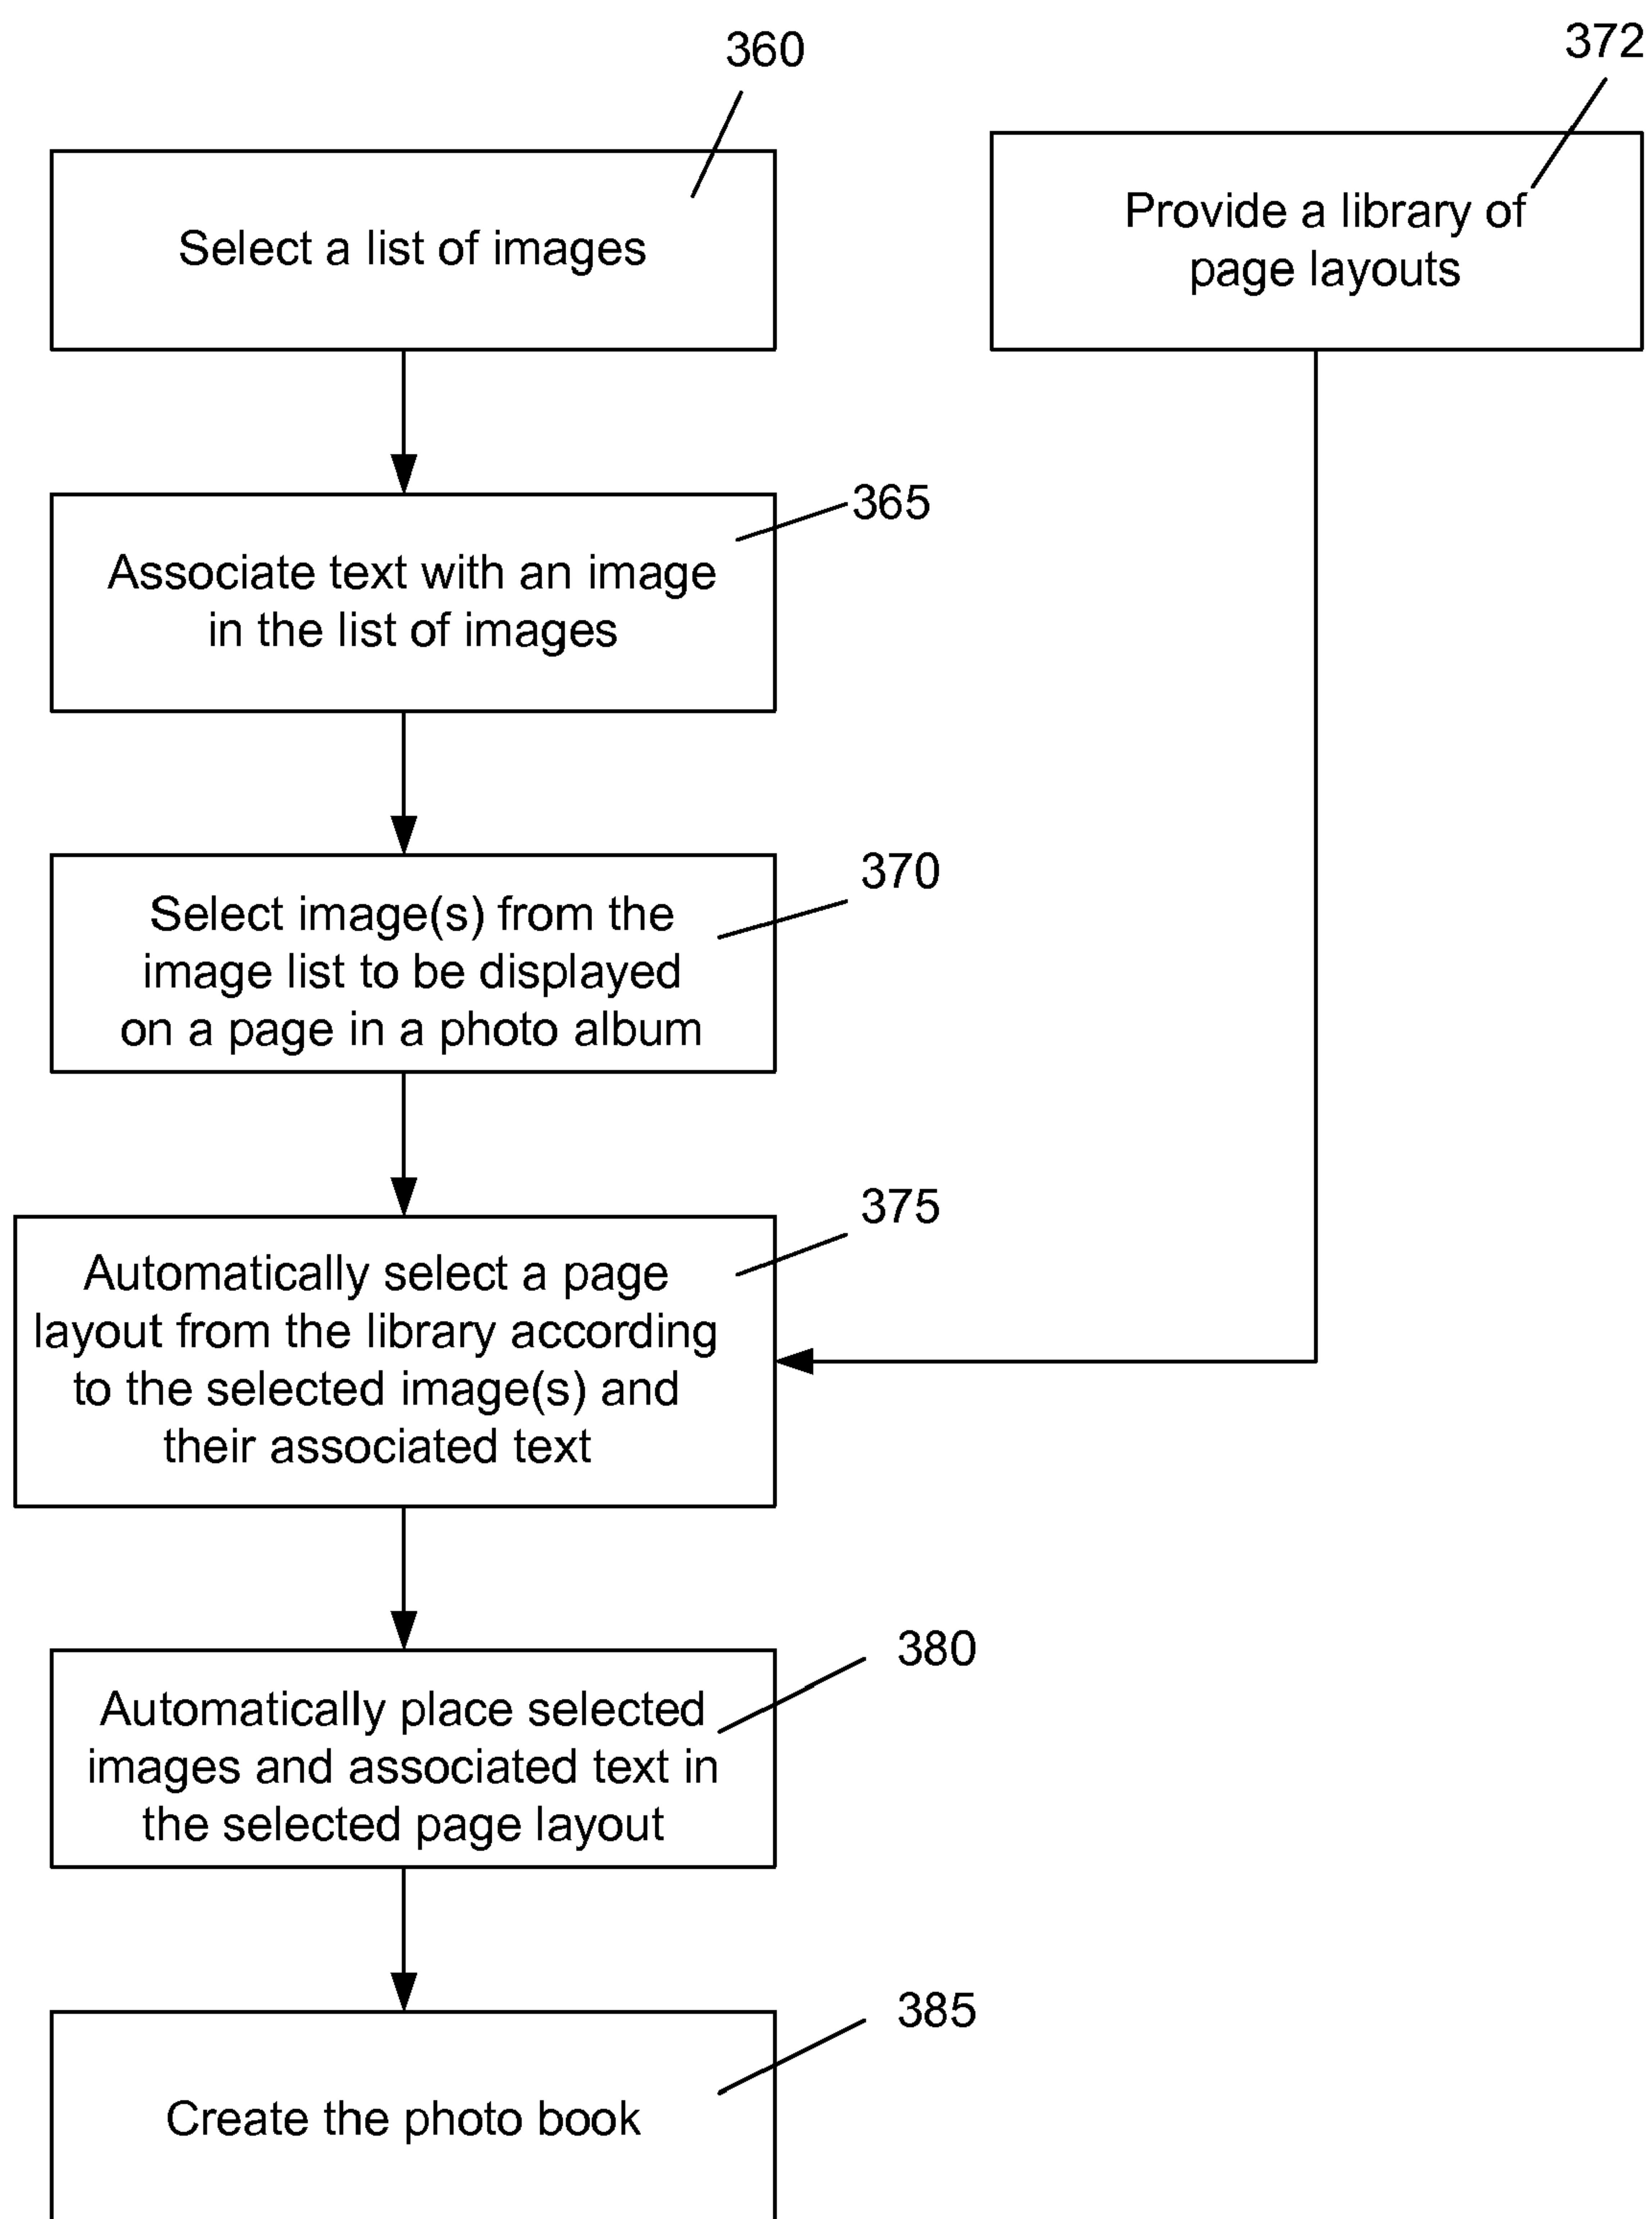 360
372
Select a list of images
Provide a library of
page layouts
365
Associate text with an image
in the list of images
370
Select image(s) from the
image list to be displayed
on a page in a photo album
375
Automatically select a page
layout from the library according
to the selected image(s) and
their associated text
380
Automatically place selected
images and associated text in
the selected page layout
385
Create the photo book